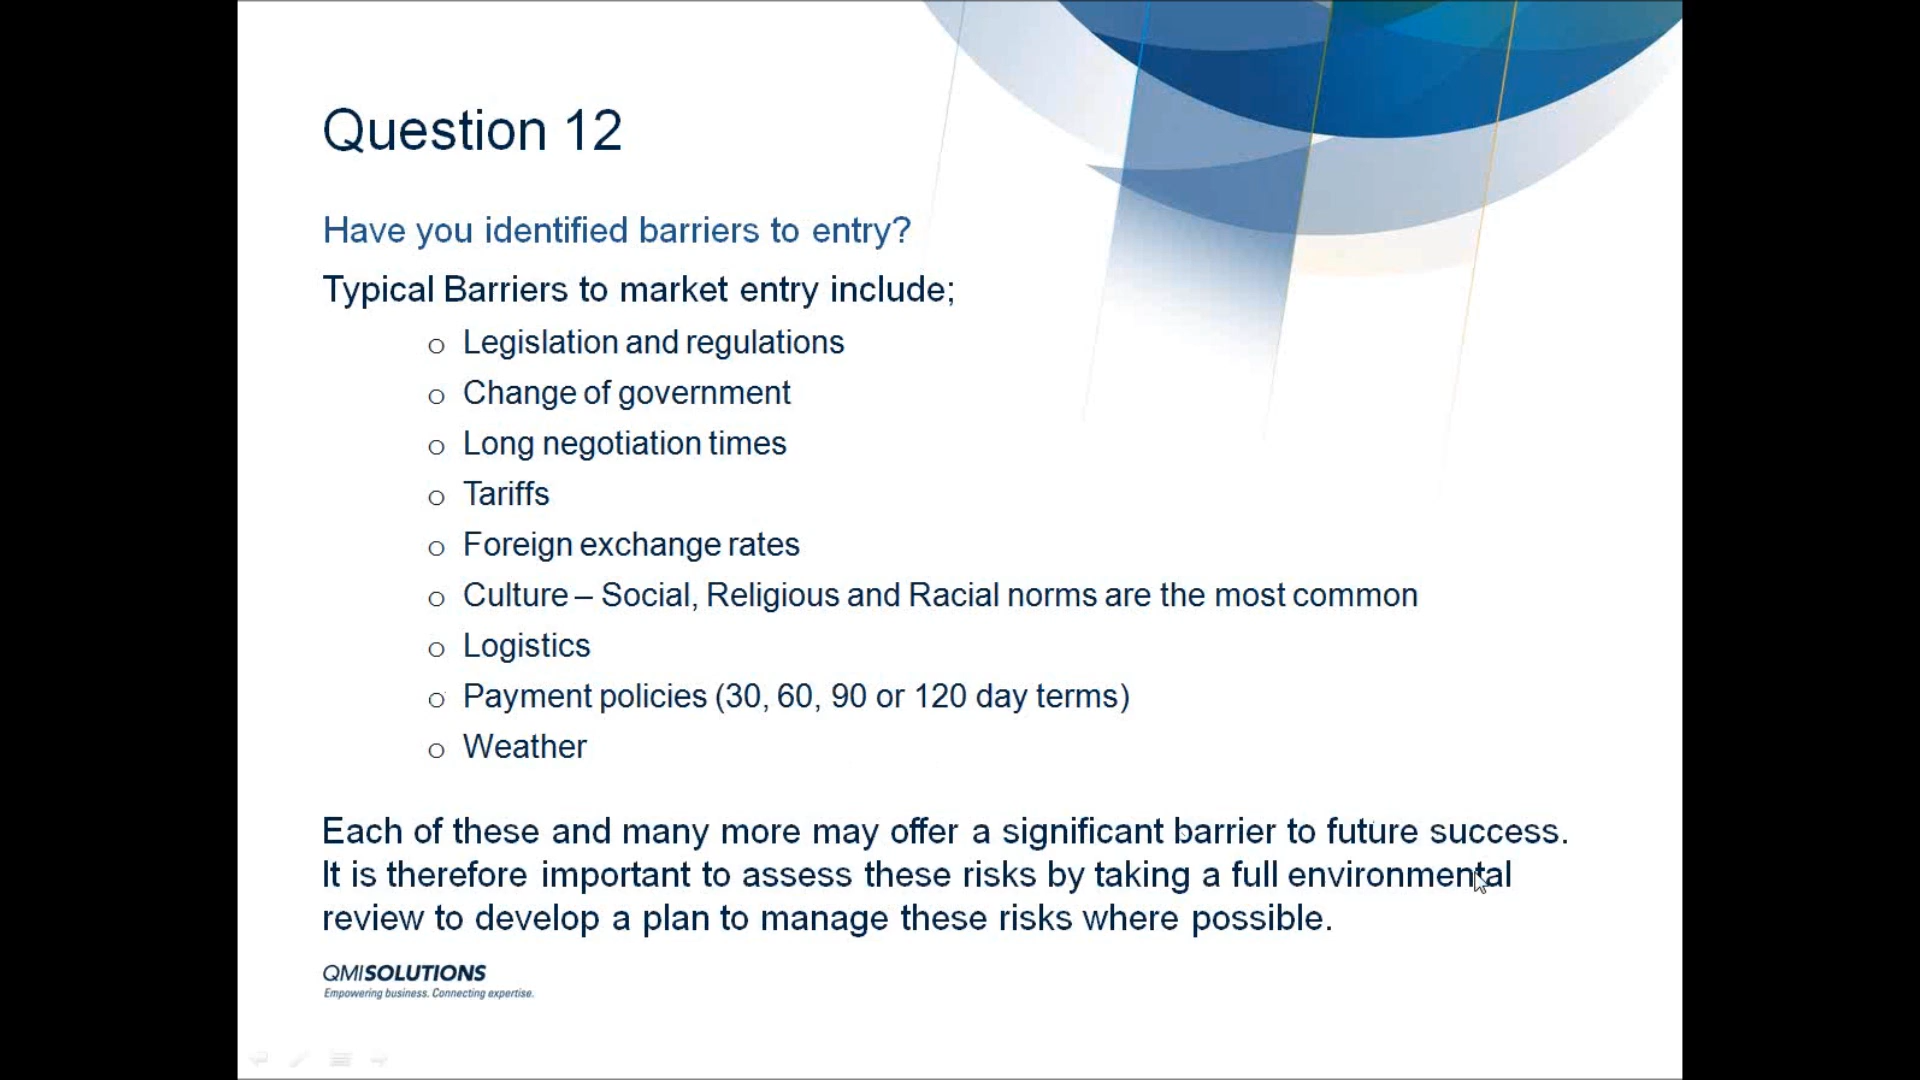 Question 12
Have you identified barriers to entry?
Typical Barriers to market entry include;
o Legislation and regulations
o Change of government
o Long negotiation times
o Tariffs
o Foreign exchange rates
o Culture – Social, Religious and Racial norms are the most common
o Logistics
o Payment policies (30, 60, 90 or 120 day terms)
o Weather
Each of these and many more may offer a significant barrier to future success.
It is therefore important to assess these risks by taking a full environmental
review to develop a plan to manage these risks where possible.
QMISOLUTIONS
Empowering business. Connecting expertise.